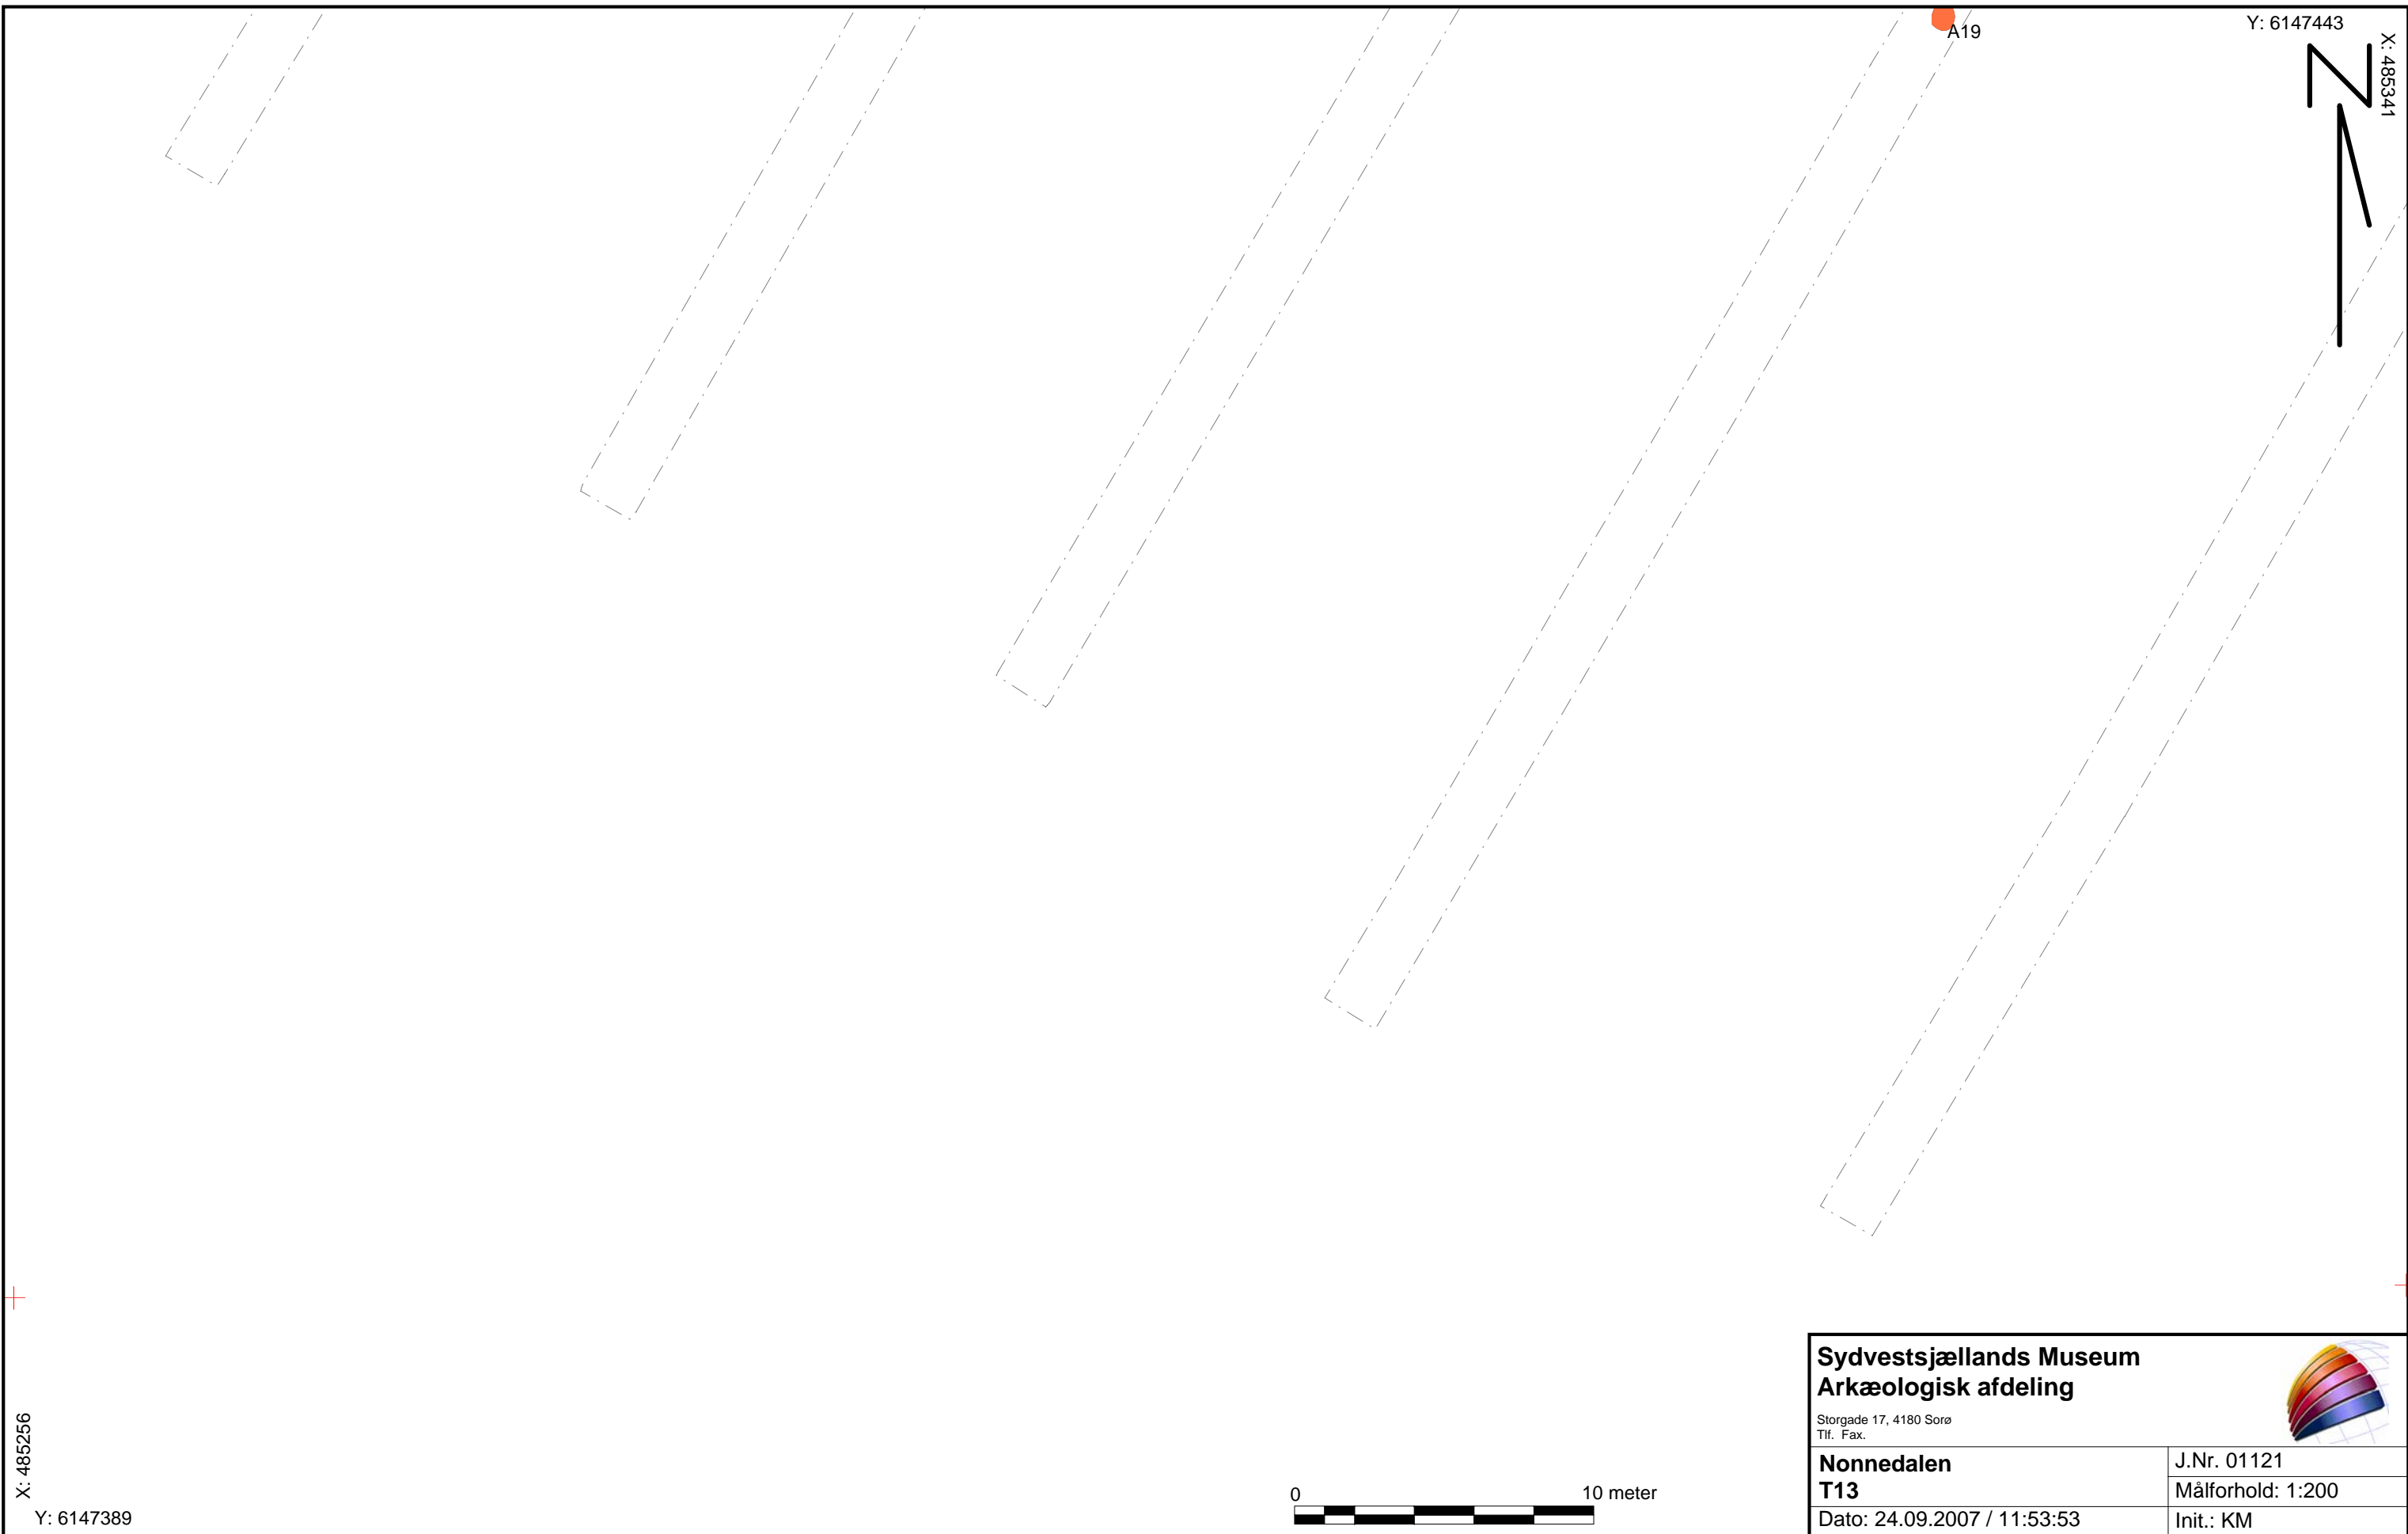 A19
Y: 6147443
X: 485341
N
X: 485256
Y: 6147389
0 10 meter
Sydvestsjællands Museum
Arkæologisk afdeling
Storgade 17, 4180 Sorø
Tlf. Fax.
Nonnedalen
T13
J.Nr. 01121
Målforhold: 1:200
Dato: 24.09.2007 / 11:53:53
Init.: KM